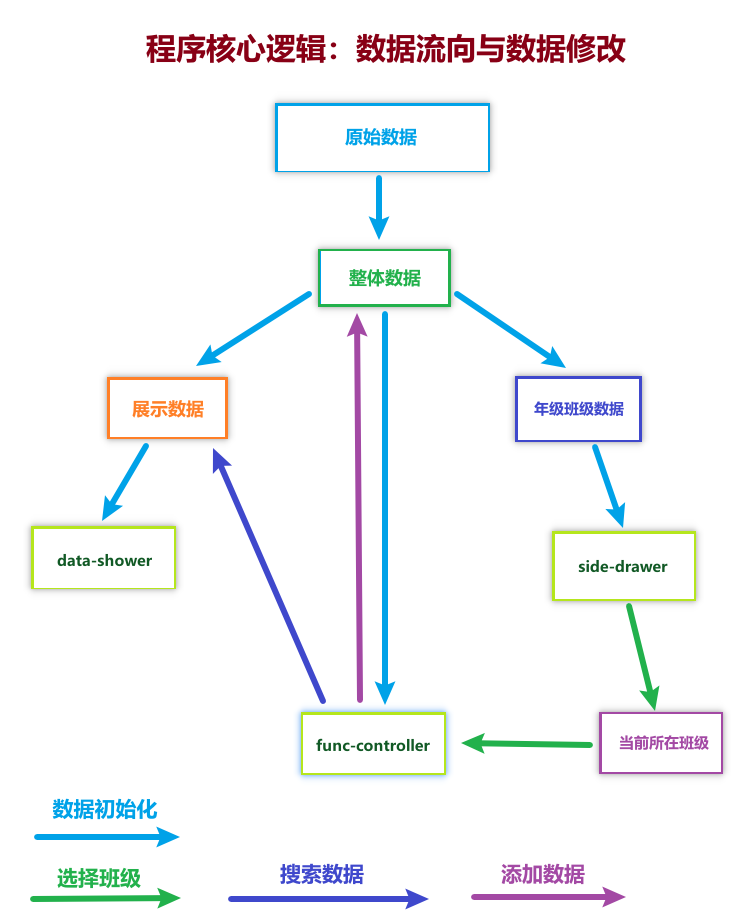 程序核心逻辑：数据流向与数据修改
原始数据
整体数据
展示数据
年级班级数据
data-shower
side-drawer
func-controller
当前所在班级
数据初始化
选择班级
搜索数据
添加数据